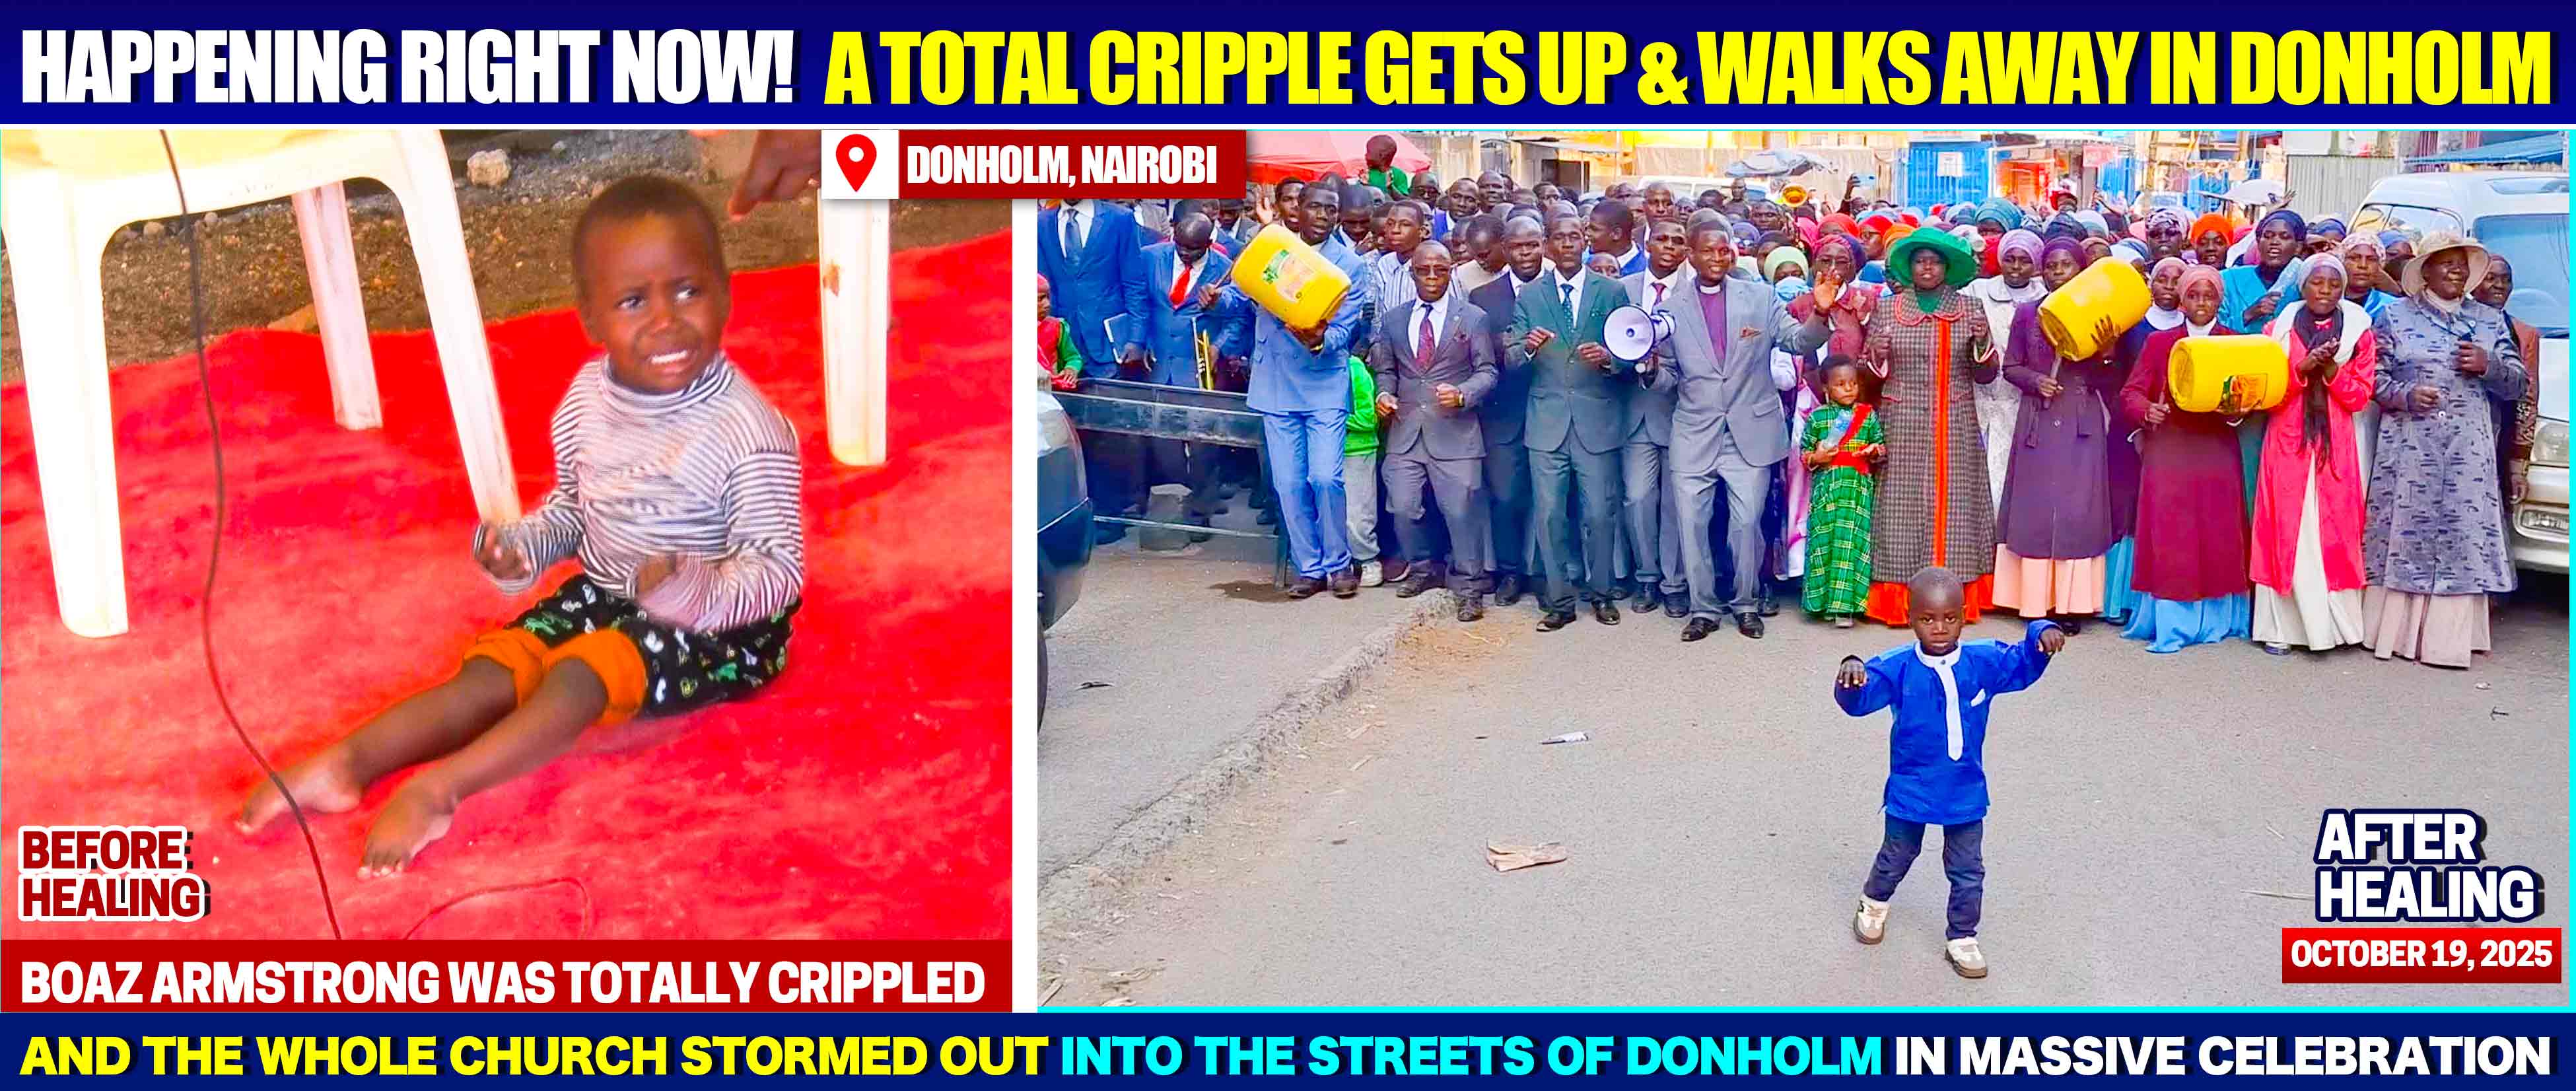 HAPPENING RIGHT NOW! A TOTAL CRIPPLE GETS UP & WALKS AWAY IN DONHOLM
DONHOLM, NAIROBI
BEFORE
HEALING
AFTER
HEALING
OCTOBER 19, 2025
BOAZ ARMSTRONG WAS TOTALLY CRIPPLED
AND THE WHOLE CHURCH STORMED OUT INTO THE STREETS OF DONHOLM IN MASSIVE CELEBRATION